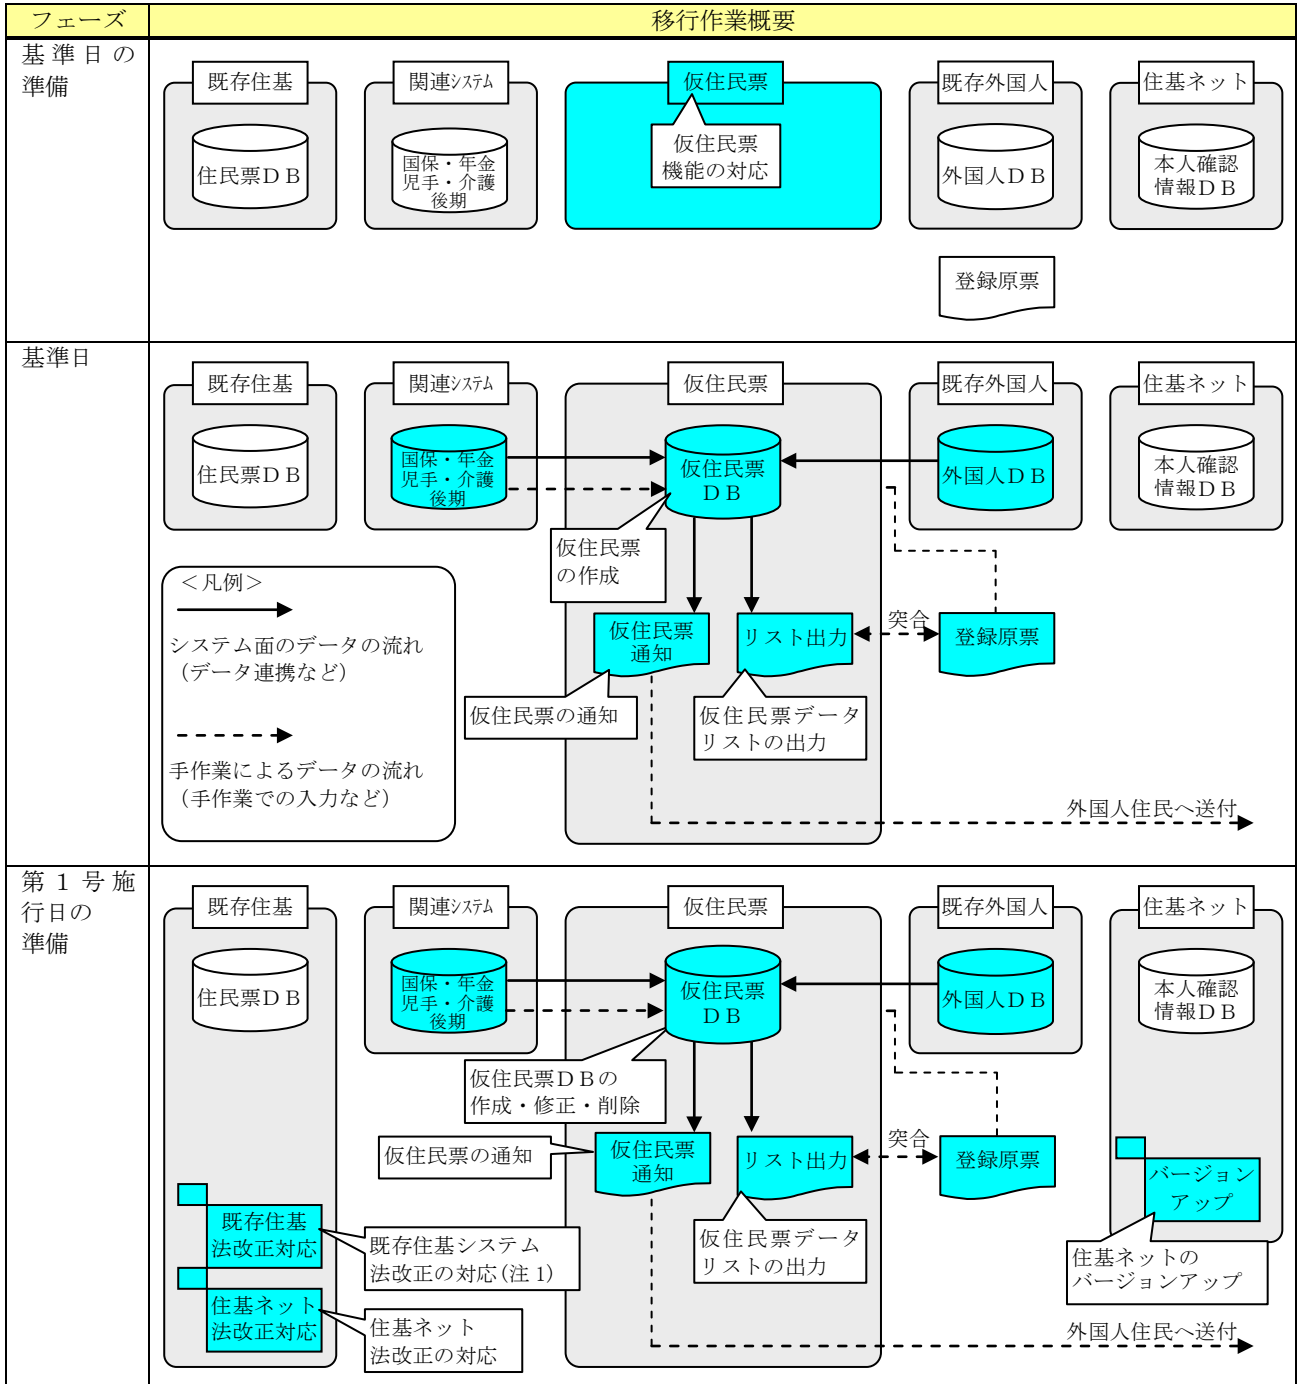 フェーズ
移行作業概要
基準日の
準備
既存住基
関連システム
仮住民票
既存外国人
住基ネット
住民票ＤＢ
国保・年金
児手・介護
後期
仮住民票
機能の対応
外国人ＤＢ
本人確認
情報ＤＢ
登録原票
基準日
既存住基
関連システム
仮住民票
既存外国人
住基ネット
住民票ＤＢ
国保・年金
児手・介護
後期
仮住民票
ＤＢ
外国人ＤＢ
本人確認
情報ＤＢ
仮住民票
の作成
＜凡例＞
システム面のデータの流れ
（データ連携など）
手作業によるデータの流れ
（手作業での入力など）
仮住民票
通知
リスト出力
突合
登録原票
仮住民票の通知
仮住民票データ
リストの出力
外国人住民へ送付
第１号施
行日の
準備
既存住基
関連システム
仮住民票
既存外国人
住基ネット
住民票ＤＢ
国保・年金
児手・介護
後期
仮住民票
ＤＢ
外国人ＤＢ
本人確認
情報ＤＢ
仮住民票ＤＢの
作成・修正・削除
仮住民票の通知
仮住民票
通知
リスト出力
突合
登録原票
バージョン
アップ
既存住基
法改正対応
既存住基システム
法改正の対応(注1)
仮住民票データ
リストの出力
住基ネットの
バージョンアップ
住基ネット
法改正対応
住基ネット
法改正の対応
外国人住民へ送付